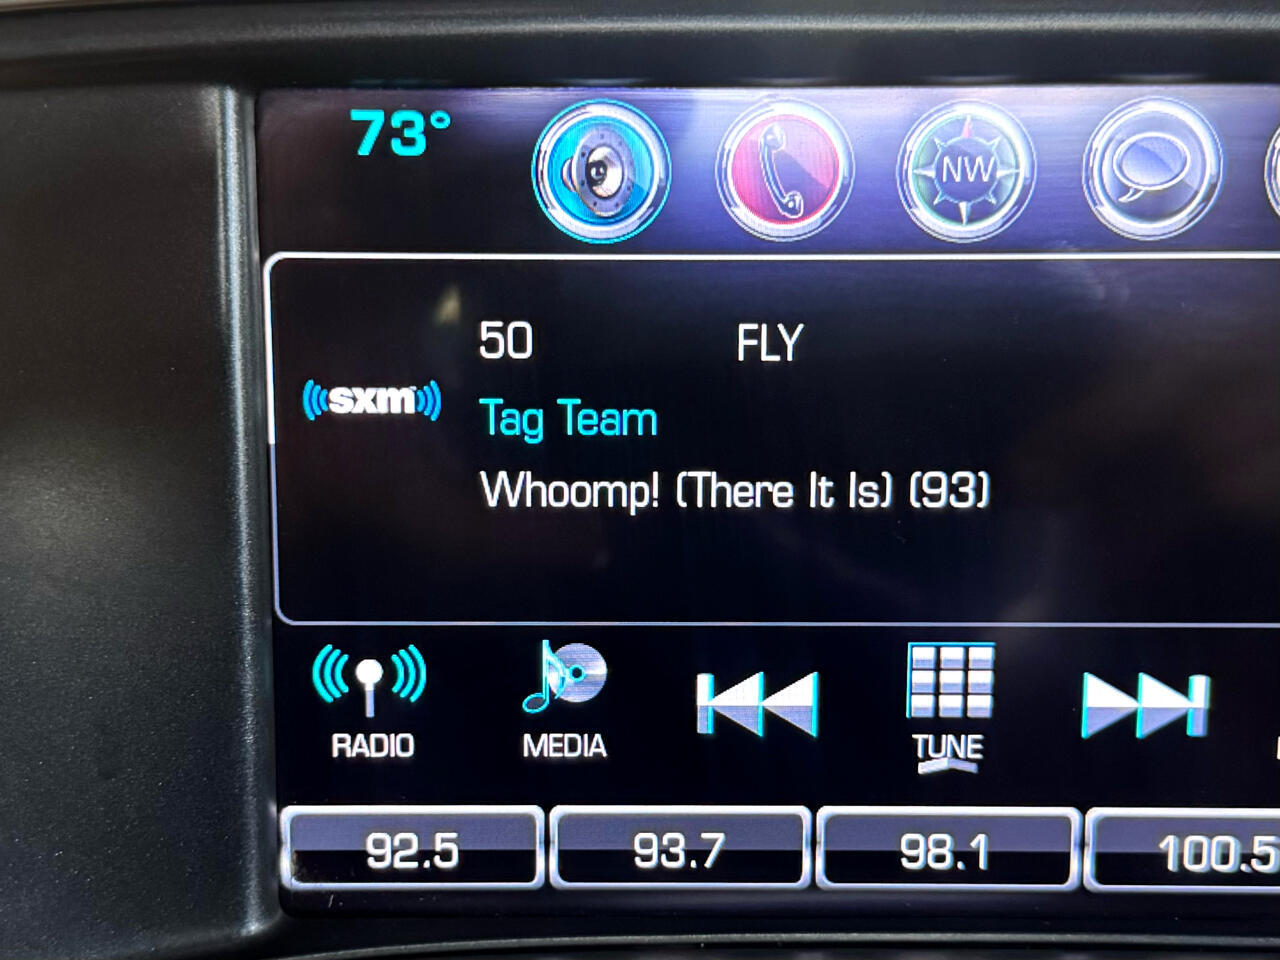 73°
NW
50 FLY
sxm
Tag Team
Whoomp! (There It Is) (93)
RADIO MEDIA TUNE
92.5 93.7 98.1 100.5